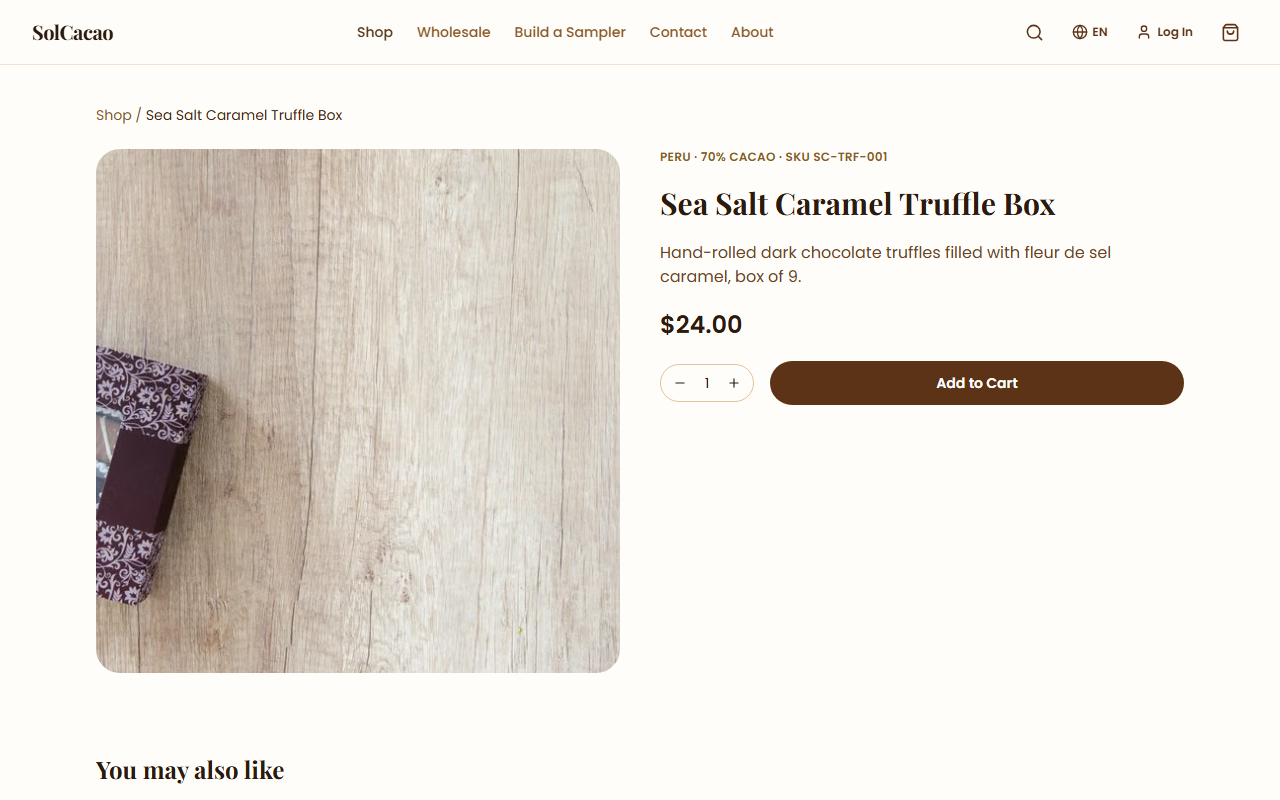 SolCacao
Shop
Wholesale
Build a Sampler
Contact
About
EN
Log In
Shop / Sea Salt Caramel Truffle Box
PERU · 70% CACAO · SKU SC-TRF-001
Sea Salt Caramel Truffle Box
Hand-rolled dark chocolate truffles filled with fleur de sel
caramel, box of 9.
$24.00
− 1 +
Add to Cart
You may also like